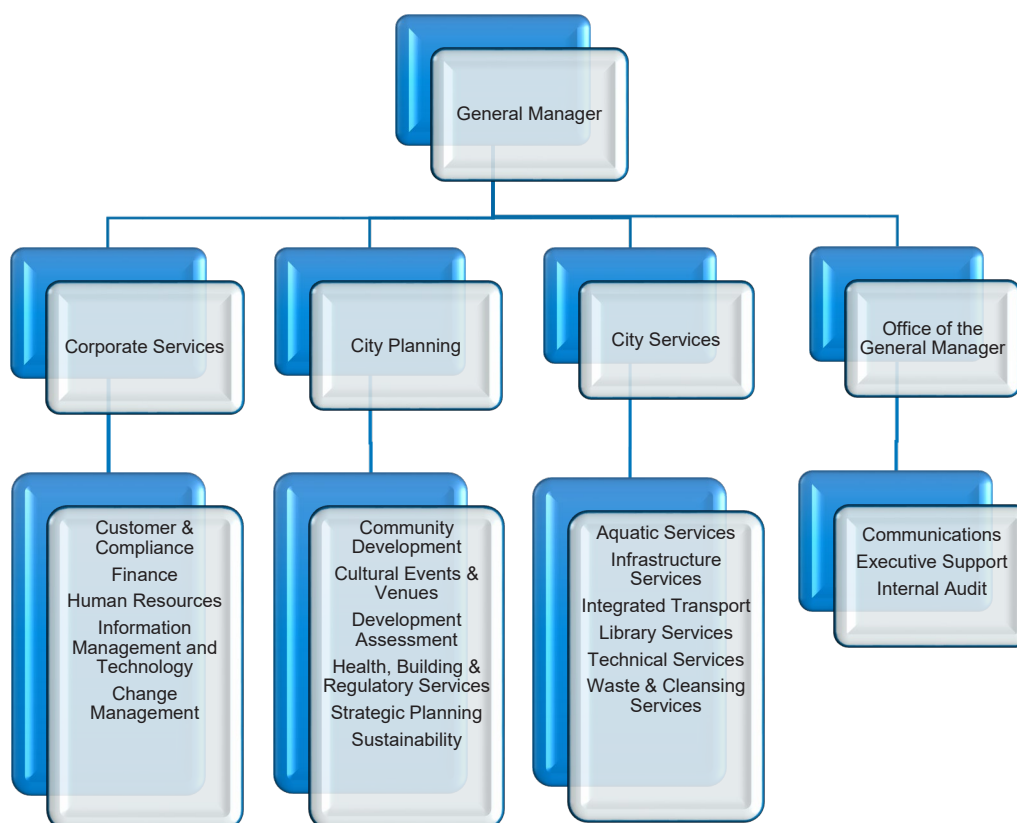 General Manager
Corporate Services
City Planning
City Services
Office of the
General Manager
Customer &
Compliance
Finance
Human Resources
Information
Management and
Technology
Change
Management
Community
Development
Cultural Events &
Venues
Development
Assessment
Health, Building &
Regulatory Services
Strategic Planning
Sustainability
Aquatic Services
Infrastructure
Services
Integrated Transport
Library Services
Technical Services
Waste & Cleansing
Services
Communications
Executive Support
Internal Audit